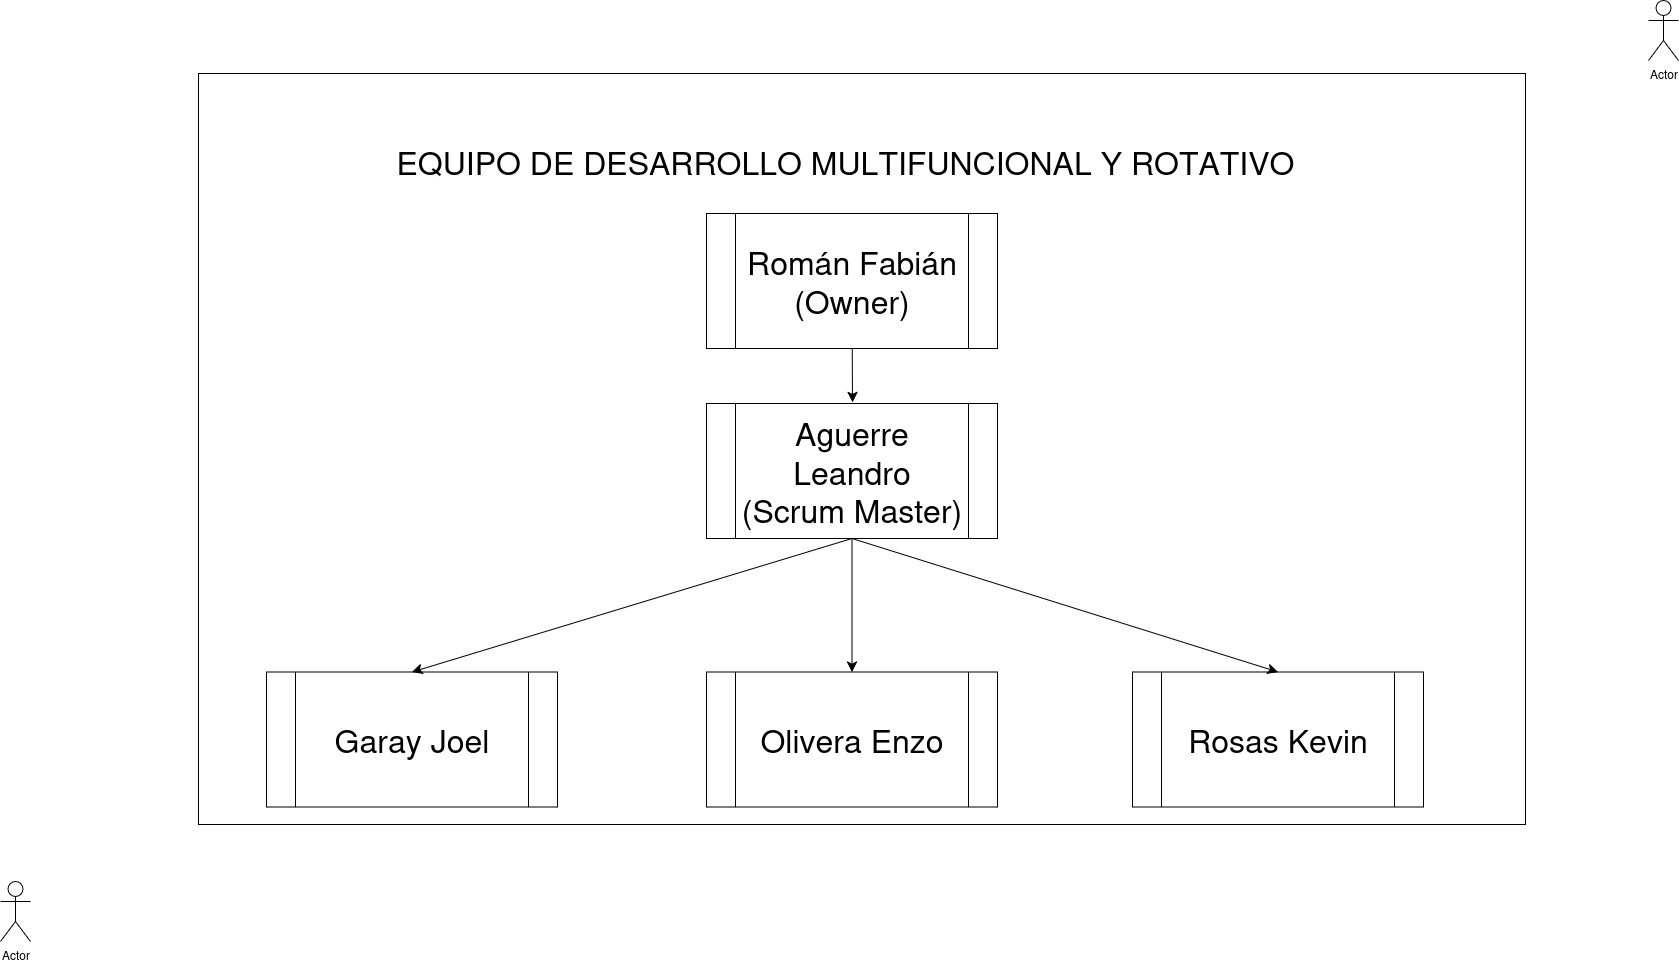 Actor
EQUIPO DE DESARROLLO MULTIFUNCIONAL Y ROTATIVO
Román Fabián
(Owner)
Aguerre
Leandro
(Scrum Master)
Garay Joel
Olivera Enzo
Rosas Kevin
Actor